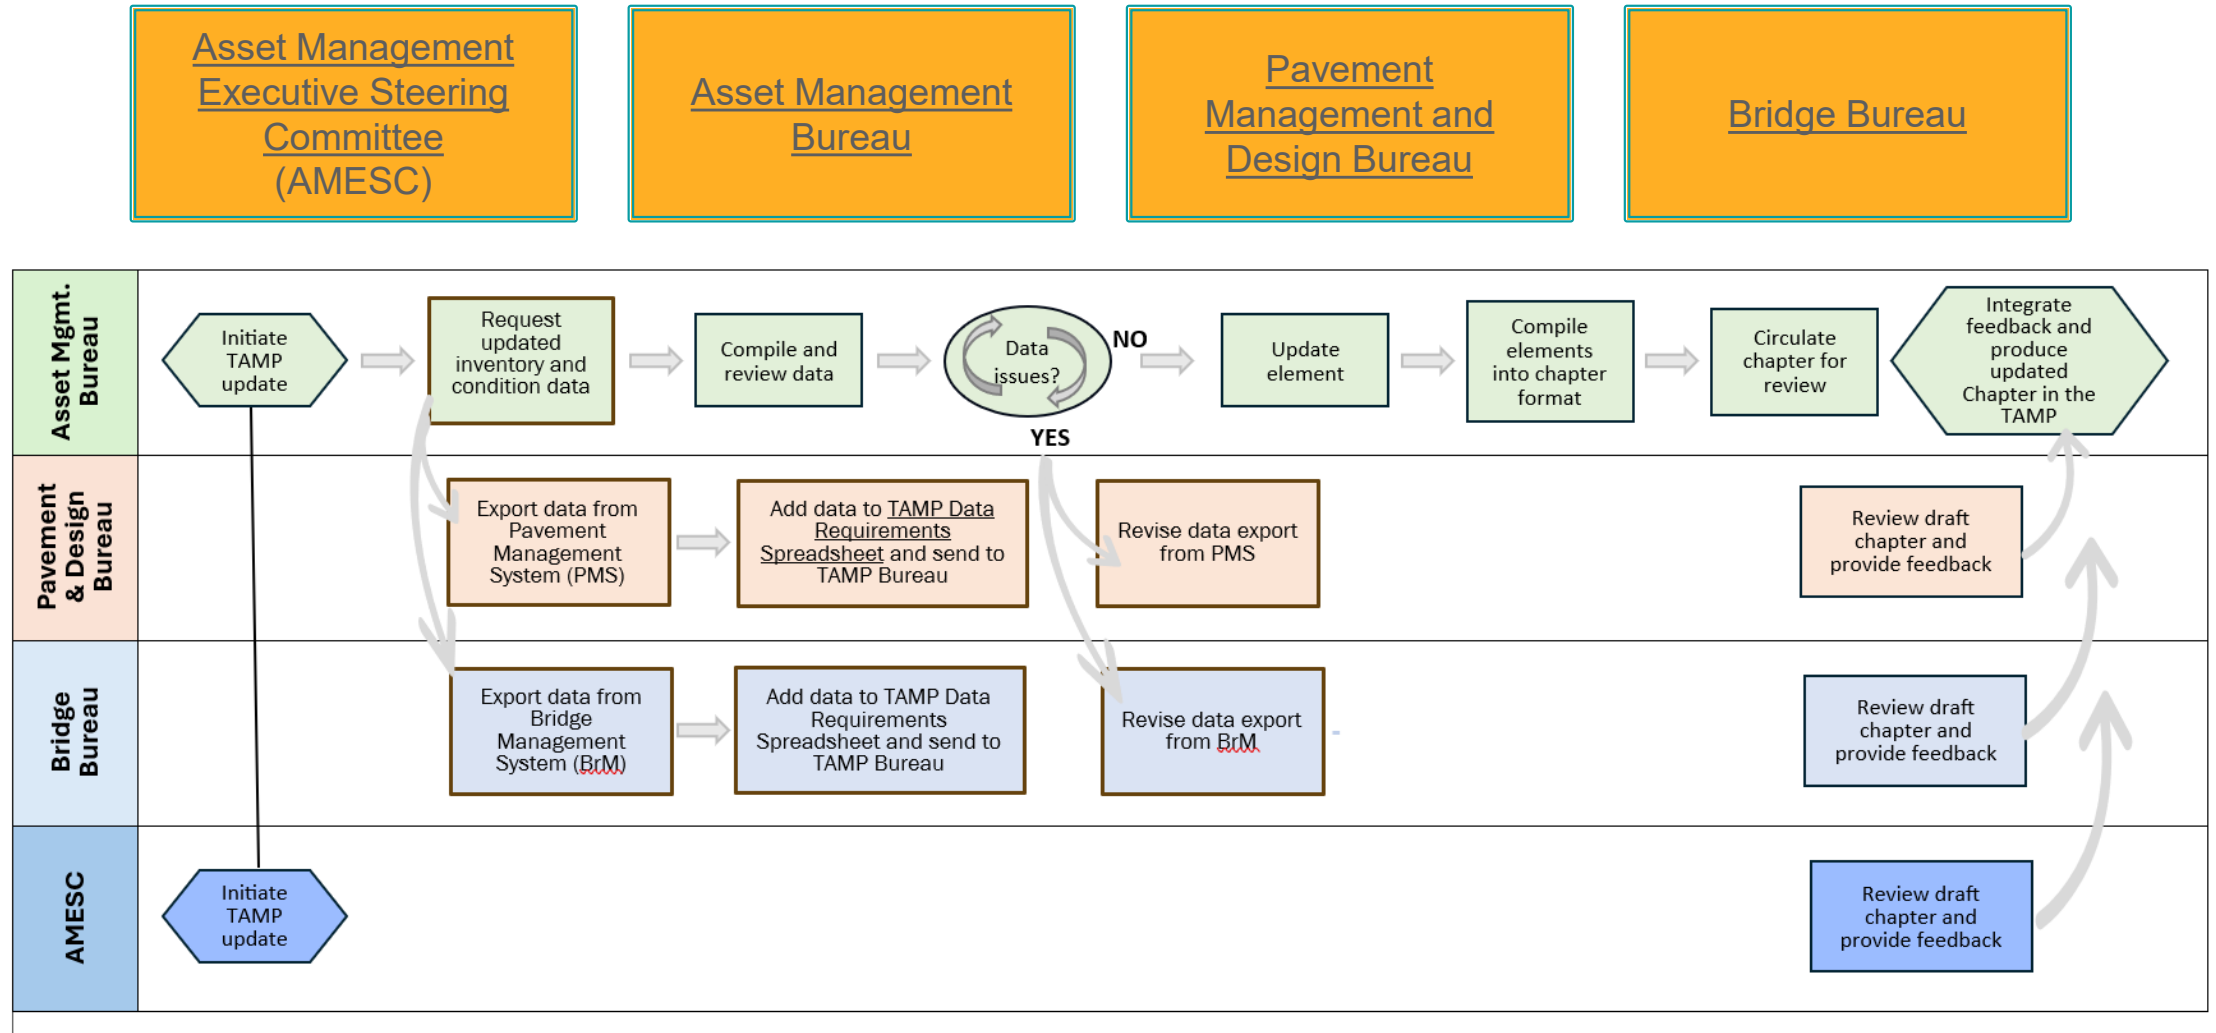 Asset Management
Executive Steering
Committee
(AMESC)
Asset Management
Bureau
Pavement
Management and
Design Bureau
Bridge Bureau
Asset Mgmt.
Bureau
Initiate
TAMP
update
Request
updated
inventory and
condition data
Compile and
review data
Data
issues?
NO
YES
Update
element
Compile
elements
into chapter
format
Circulate
chapter for
review
Integrate
feedback and
produce
updated
Chapter in the
TAMP
Pavement
& Design
Bureau
Export data from
Pavement
Management
System (PMS)
Add data to TAMP Data
Requirements
Spreadsheet and send to
TAMP Bureau
Revise data export
from PMS
Review draft
chapter and
provide feedback
Bridge
Bureau
Export data from
Bridge
Management
System (BrM)
Add data to TAMP Data
Requirements
Spreadsheet and send to
TAMP Bureau
Revise data export
from BrM
-
Review draft
chapter and
provide feedback
AMESC
Initiate
TAMP
update
Review draft
chapter and
provide feedback